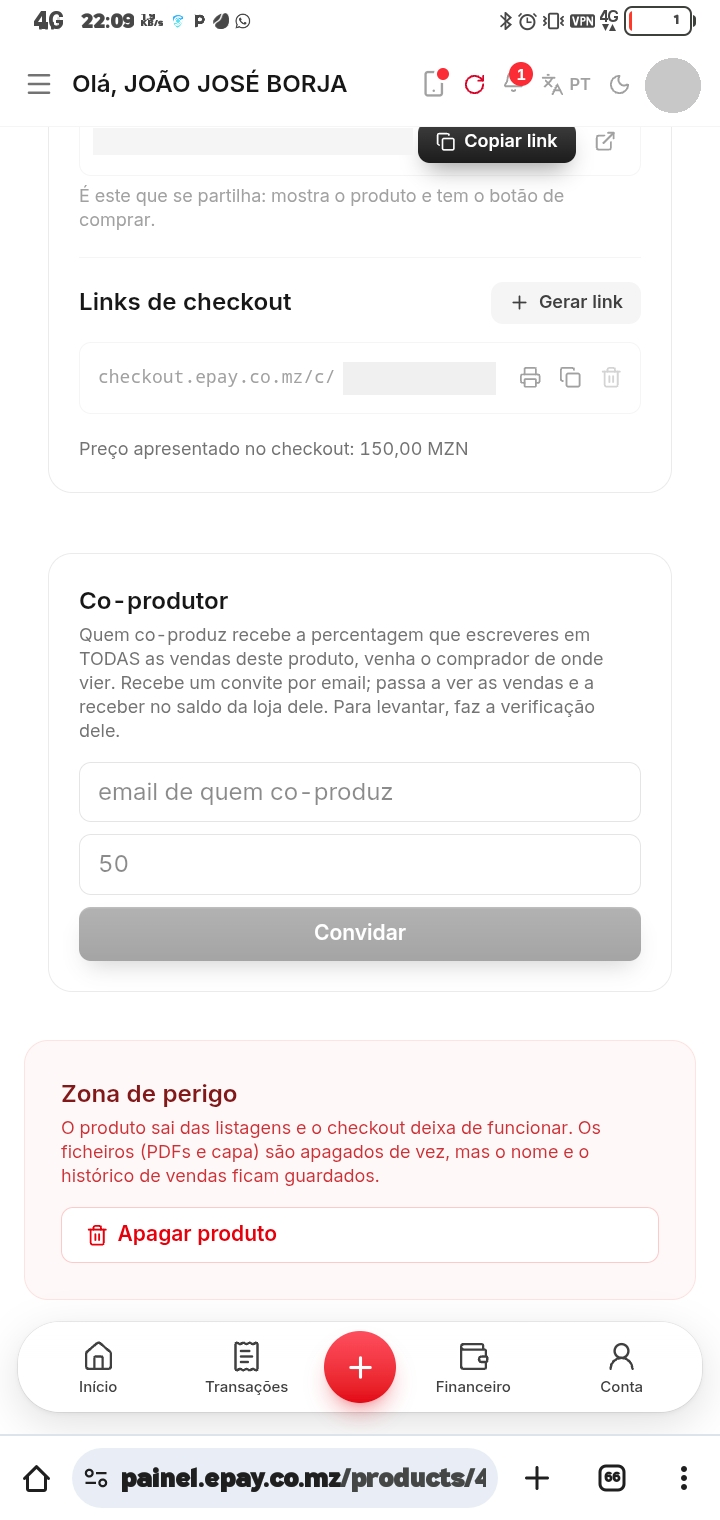 4G 22:09 1,7 KB/s P VPN 4G 1
Olá, JOÃO JOSÉ BORJA 1 PT
Copiar link
É este que se partilha: mostra o produto e tem o botão de
comprar.
Links de checkout
Gerar link
checkout.epay.co.mz/c/
Preço apresentado no checkout: 150,00 MZN
Co-produtor
Quem co-produz recebe a percentagem que escreveres em
TODAS as vendas deste produto, venha o comprador de onde
vier. Recebe um convite por email; passa a ver as vendas e a
receber no saldo da loja dele. Para levantar, faz a verificação
dele.
email de quem co-produz
50
Convidar
Zona de perigo
O produto sai das listagens e o checkout deixa de funcionar. Os
ficheiros (PDFs e capa) são apagados de vez, mas o nome e o
histórico de vendas ficam guardados.
Apagar produto
Início Transações Financeiro Conta
painel.epay.co.mz/products/4 66